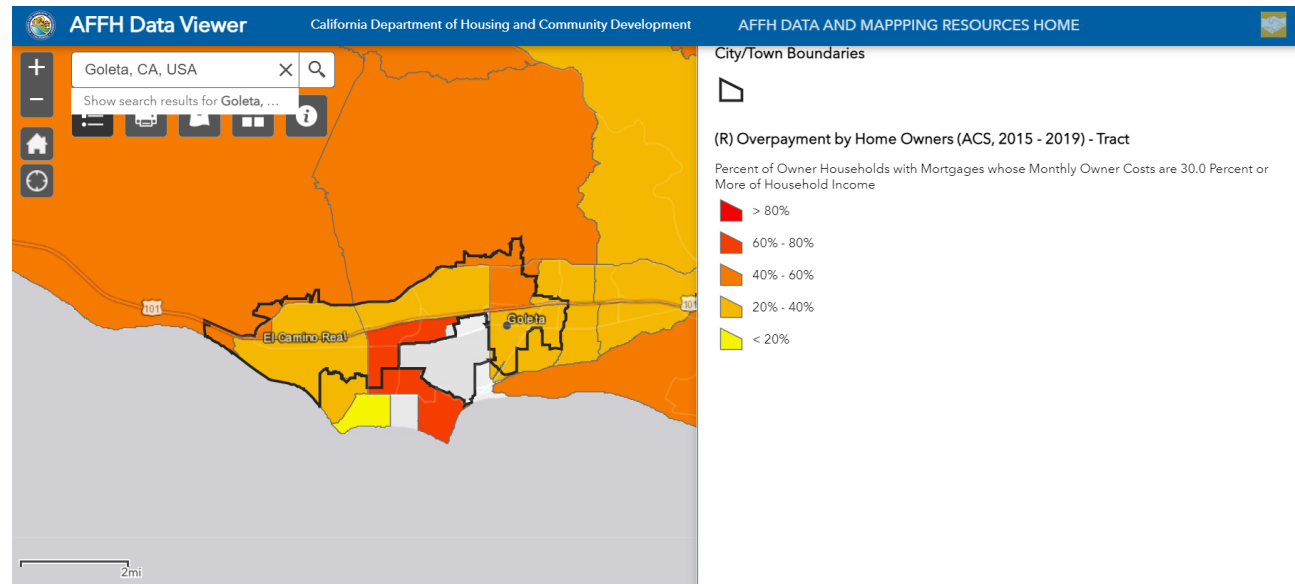 AFFH Data Viewer
California Department of Housing and Community Development
AFFH DATA AND MAPPPING RESOURCES HOME
+
Goleta, CA, USA
−
Show search results for Goleta, ...
i
101
El Camino Real
Goleta
101
2mi
City/Town Boundaries
(R) Overpayment by Home Owners (ACS, 2015 - 2019) - Tract
Percent of Owner Households with Mortgages whose Monthly Owner Costs are 30.0 Percent or
More of Household Income
> 80%
60% - 80%
40% - 60%
20% - 40%
< 20%